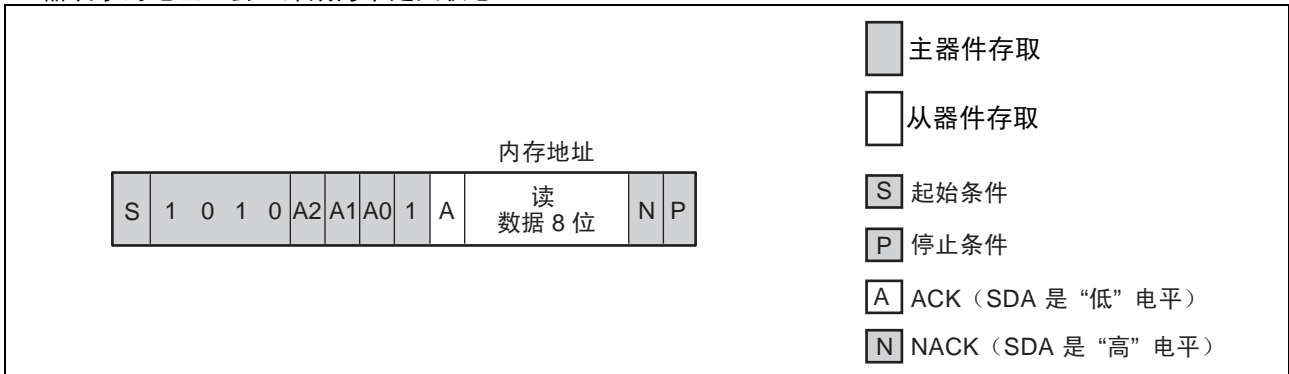 主器件存取
从器件存取
内存地址
S 1 0 1 0 A2 A1 A0 1 A 读 数据 8 位 N P
S 起始条件
P 停止条件
A ACK（SDA 是 “低” 电平）
N NACK（SDA 是 “高” 电平）